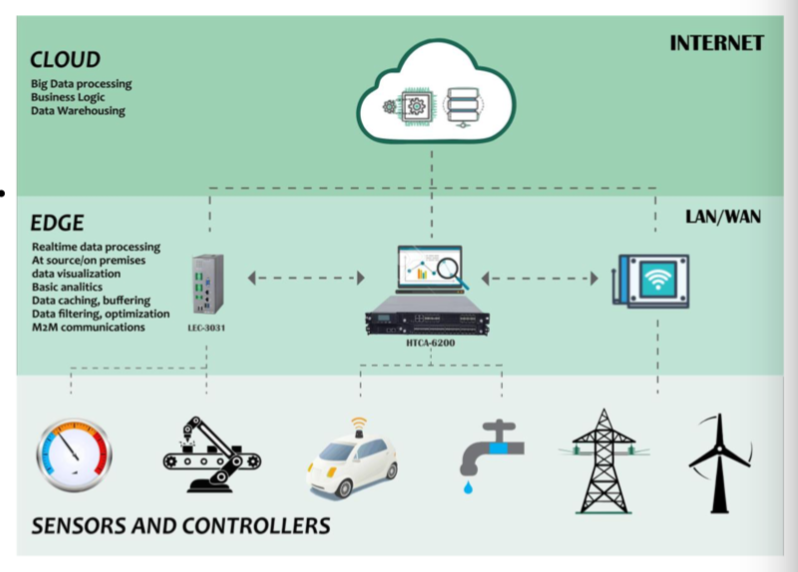 CLOUD
Big Data processing
Business Logic
Data Warehousing
INTERNET
EDGE
Realtime data processing
At source/on premises
data visualization
Basic analitics
Data caching, buffering
Data filtering, optimization
M2M communications
LAN/WAN
LEC-3031
HTCA-6200
SENSORS AND CONTROLLERS